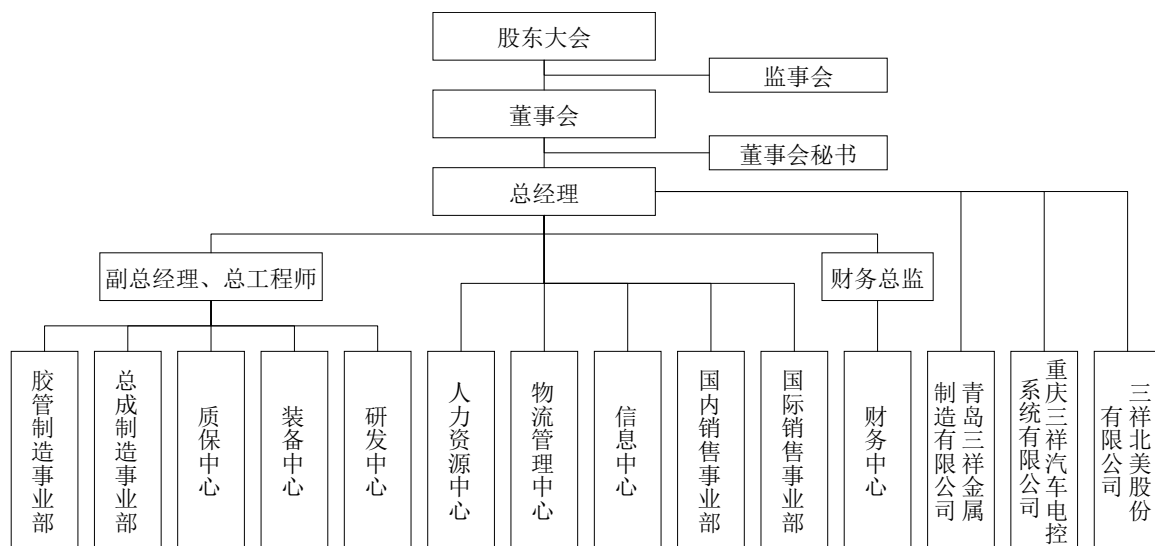 股东大会
监事会
董事会
董事会秘书
总经理
副总经理、总工程师
财务总监
胶管制造事业部
总成制造事业部
质保中心
装备中心
研发中心
人力资源中心
物流管理中心
信息中心
国内销售事业部
国际销售事业部
财务中心
青岛三祥金属
制造有限公司
重庆三祥汽车电控
系统有限公司
三祥北美股份
有限公司